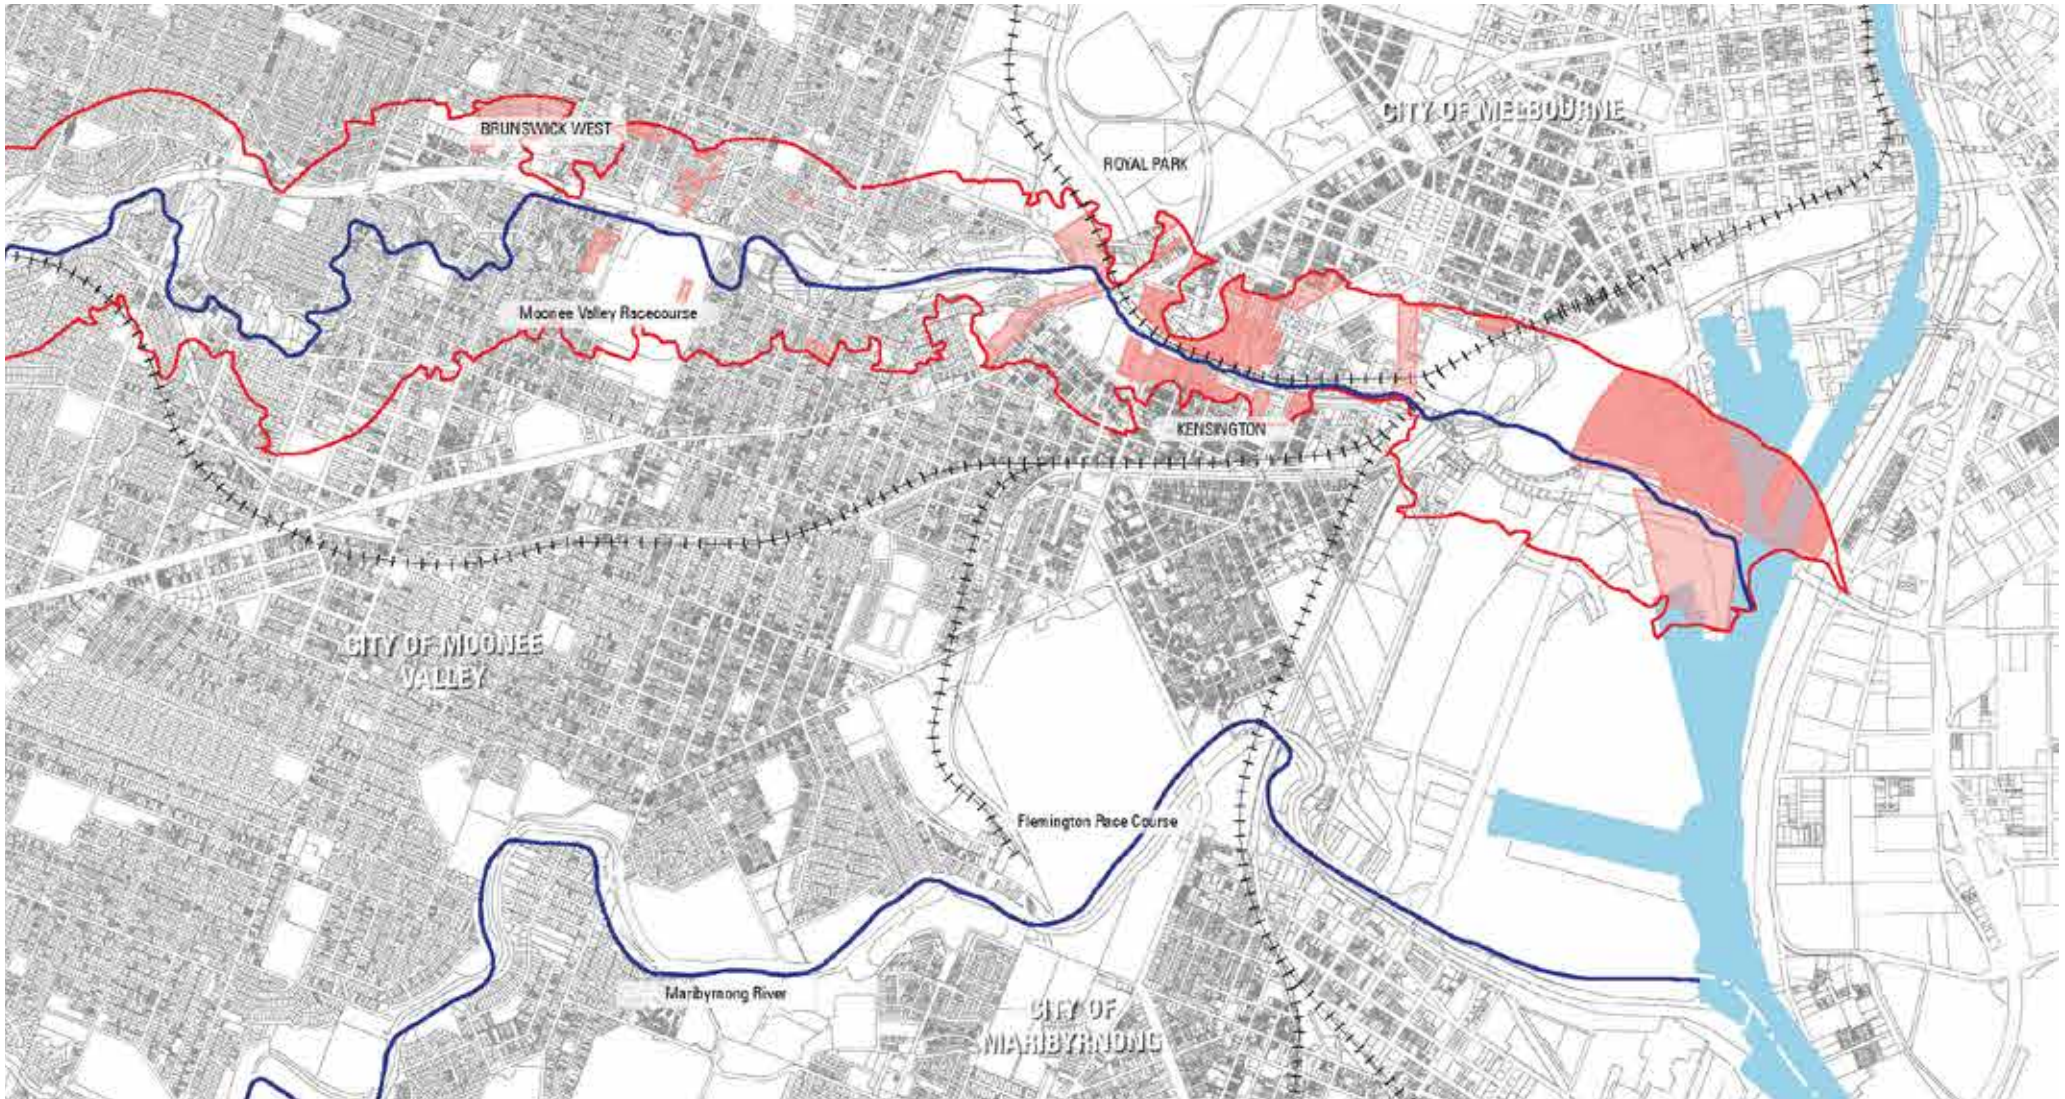 CITY OF MELBOURNE
BRUNSWICK WEST
ROYAL PARK
Moonee Valley Racecourse
KENSINGTON
CITY OF MOONEE
VALLEY
Flemington Race Course
Maribyrnong River
CITY OF
MARIBYRNONG